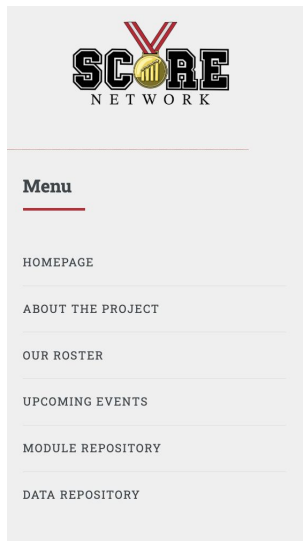 SCORE
NETWORK
Menu
HOMEPAGE
ABOUT THE PROJECT
OUR ROSTER
UPCOMING EVENTS
MODULE REPOSITORY
DATA REPOSITORY